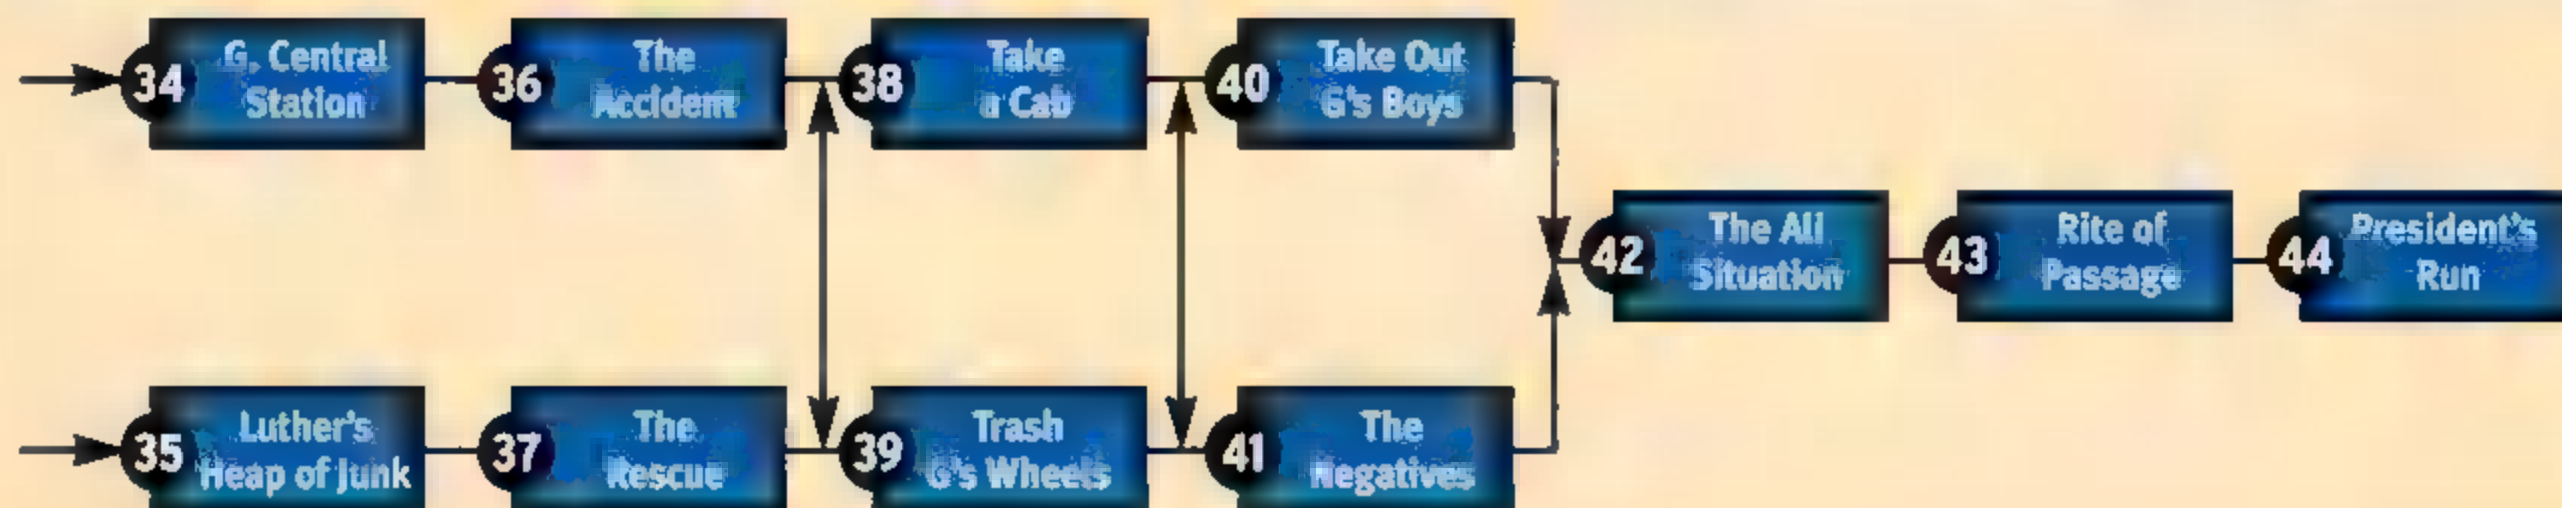 34 G. Central
Station
36 The
Accident
38 Take
a Cab
40 Take Out
G's Boys
42 The Ali
Situation
43 Rite of
Passage
44 President's
Run
35 Luther's
Heap of Junk
37 The
Rescue
39 Trash
G's Wheels
41 The
Negatives